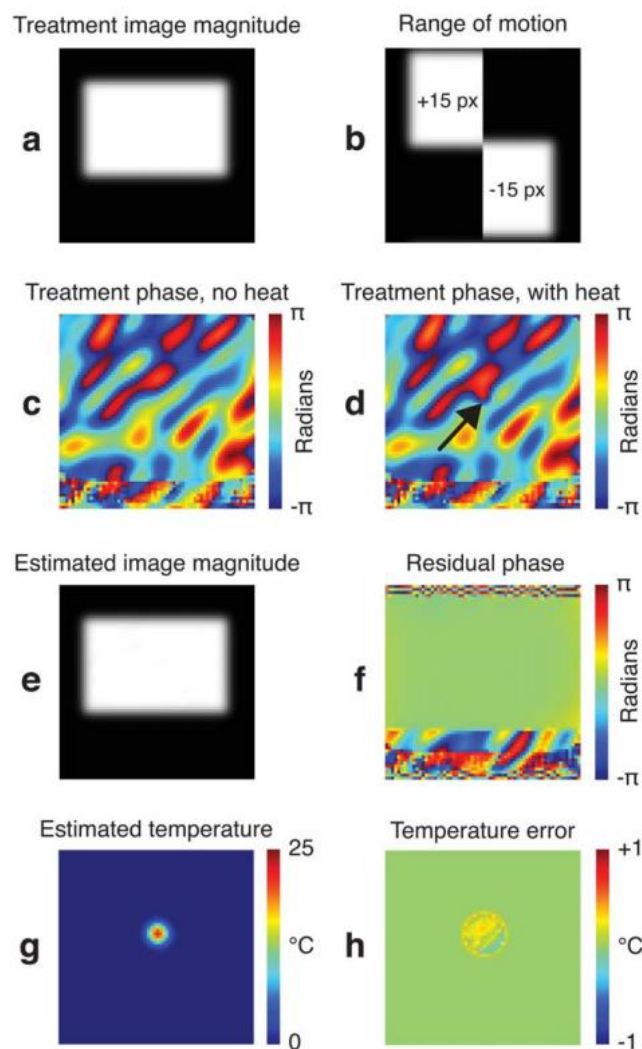 Treatment image magnitude
Range of motion
a
b
+15 px
-15 px
Treatment phase, no heat
Treatment phase, with heat
c
π
Radians
-π
d
π
Radians
-π
Estimated image magnitude
Residual phase
e
f
π
Radians
-π
Estimated temperature
Temperature error
g
25
°C
0
h
+1
°C
-1